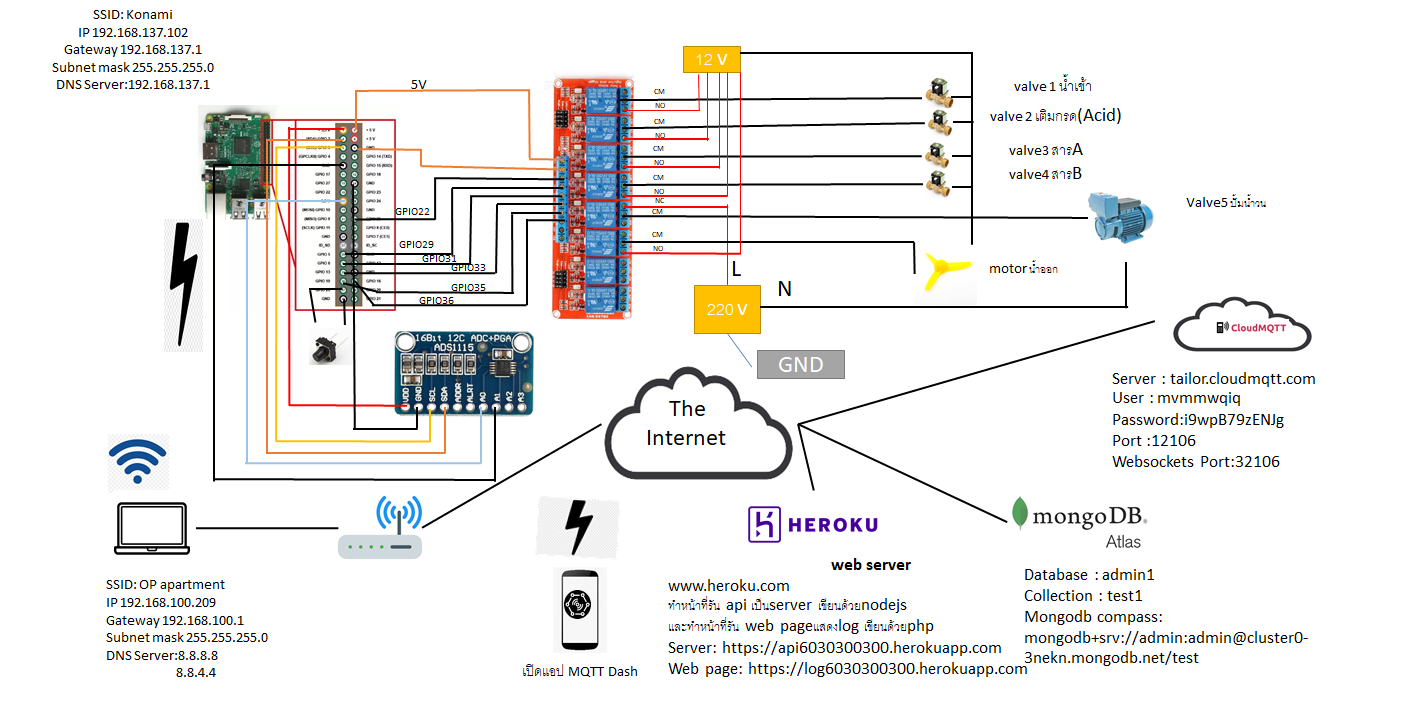 SSID: Konami
IP 192.168.137.102
Gateway 192.168.137.1
Subnet mask 255.255.255.0
DNS Server:192.168.137.1
5V
12 V
CM
NO
CM
NO
CM
NO
CM
NO
NC
CM
CM
NO
valve 1 น้ำเข้า
valve 2 เติมกรด(Acid)
valve3 สารA
valve4 สารB
Valve5 ปั๊มน้ำวน
motor น้ำออก
GPIO22
GPIO29
GPIO31
GPIO33
GPIO35
GPIO36
L
N
220 V
GND
16Bit I2C ADC+PGA
ADS1115
VDD
GND
SCL
SDA
ADDR
ALRT
A0
A1
A2
A3
The
Internet
CloudMQTT
Server : tailor.cloudmqtt.com
User : mvmmwqiq
Password:i9wpB79zENJg
Port :12106
Websockets Port:32106
SSID: OP apartment
IP 192.168.100.209
Gateway 192.168.100.1
Subnet mask 255.255.255.0
DNS Server:8.8.8.8
8.8.4.4
เปิดแอป MQTT Dash
HEROKU
web server
www.heroku.com
ทำหน้าที่รัน api เป็นserver เขียนด้วยnodejs
และทำหน้าที่รัน web pageแสดงlog เขียนด้วยphp
Server: https://api6030300300.herokuapp.com
Web page: https://log6030300300.herokuapp.com
mongoDB.
Atlas
Database : admin1
Collection : test1
Mongodb compass:
mongodb+srv://admin:admin@cluster0-
3nekn.mongodb.net/test